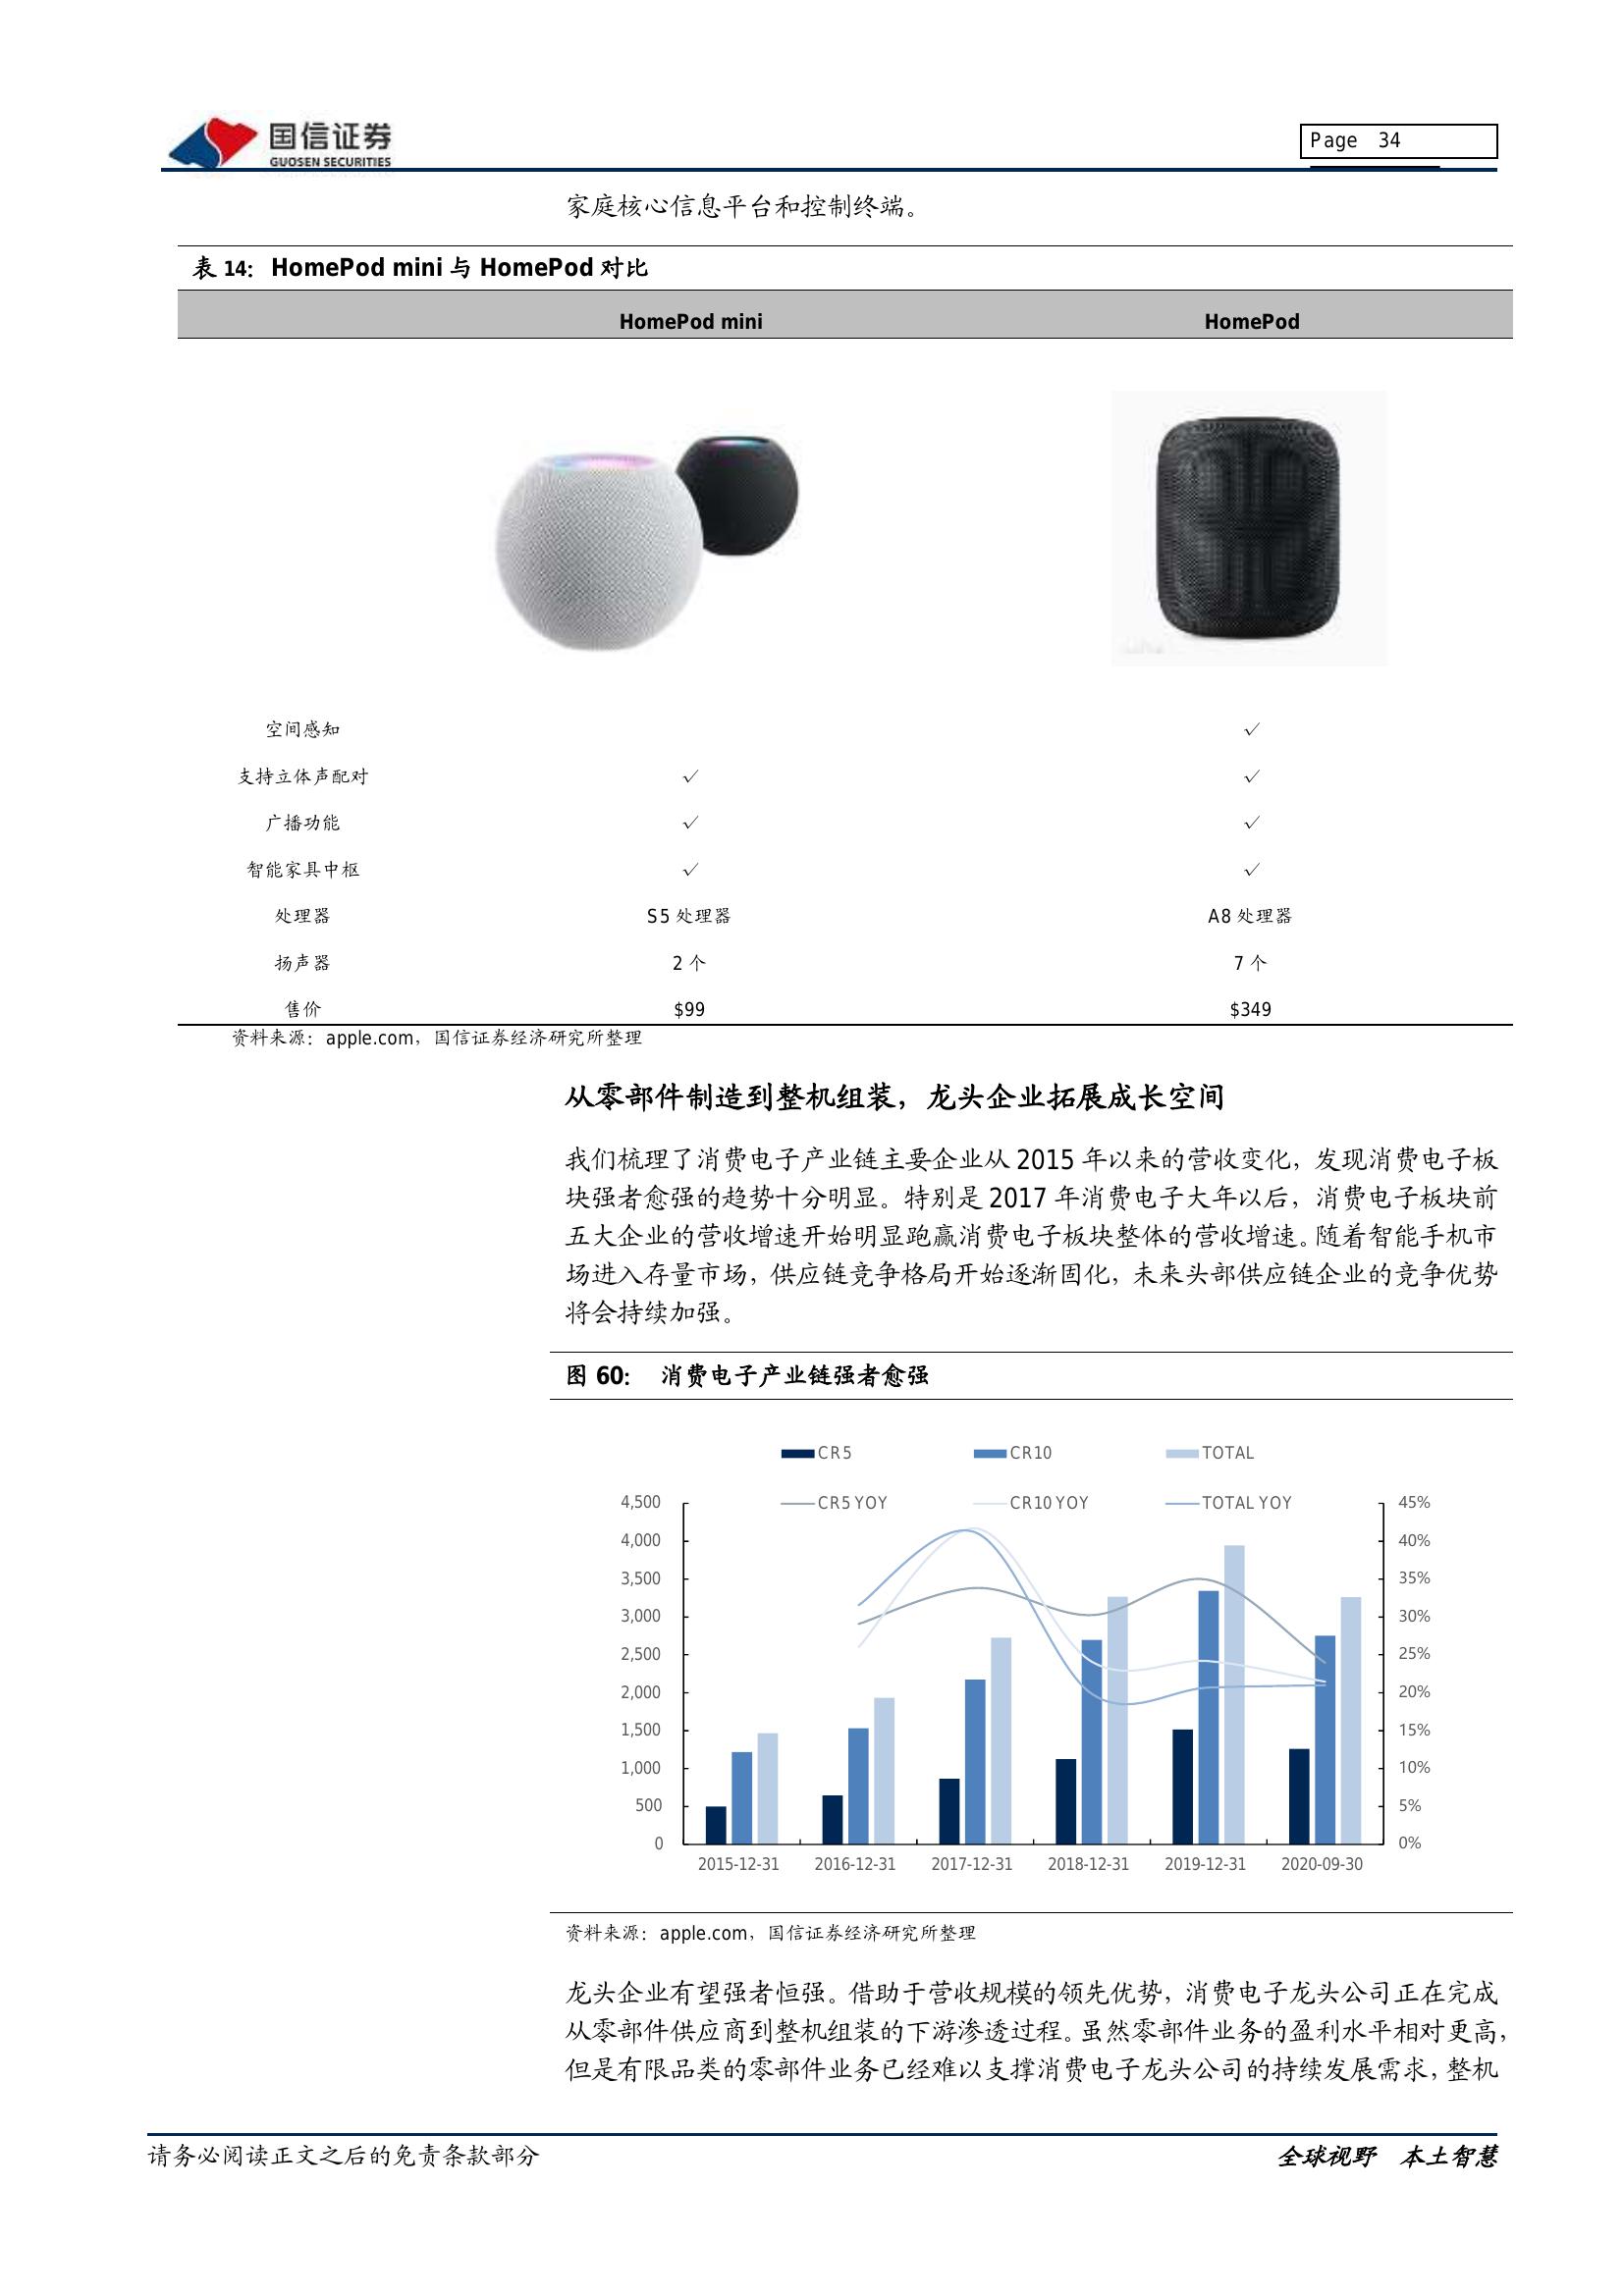 国信证券
GUOSEN SECURITIES
Page 34
家庭核心信息平台和控制终端。
表 14：HomePod mini 与 HomePod 对比
HomePod mini HomePod
空间感知 √
支持立体声配对 √ √
广播功能 √ √
智能家具中枢 √ √
处理器 S5 处理器 A8 处理器
扬声器 2 个 7 个
售价 $99 $349
资料来源：apple.com，国信证券经济研究所整理
从零部件制造到整机组装，龙头企业拓展成长空间
我们梳理了消费电子产业链主要企业从 2015 年以来的营收变化，发现消费电子板
块强者愈强的趋势十分明显。特别是 2017 年消费电子大年以后，消费电子板块前
五大企业的营收增速开始明显跑赢消费电子板块整体的营收增速。随着智能手机市
场进入存量市场，供应链竞争格局开始逐渐固化，未来头部供应链企业的竞争优势
将会持续加强。
图 60： 消费电子产业链强者愈强
CR5 CR10 TOTAL
CR5 YOY CR10 YOY TOTAL YOY
4,500 45%
4,000 40%
3,500 35%
3,000 30%
2,500 25%
2,000 20%
1,500 15%
1,000 10%
500 5%
0 0%
2015-12-31 2016-12-31 2017-12-31 2018-12-31 2019-12-31 2020-09-30
资料来源：apple.com，国信证券经济研究所整理
龙头企业有望强者恒强。借助于营收规模的领先优势，消费电子龙头公司正在完成
从零部件供应商到整机组装的下游渗透过程。虽然零部件业务的盈利水平相对更高，
但是有限品类的零部件业务已经难以支撑消费电子龙头公司的持续发展需求，整机
请务必阅读正文之后的免责条款部分 全球视野 本土智慧